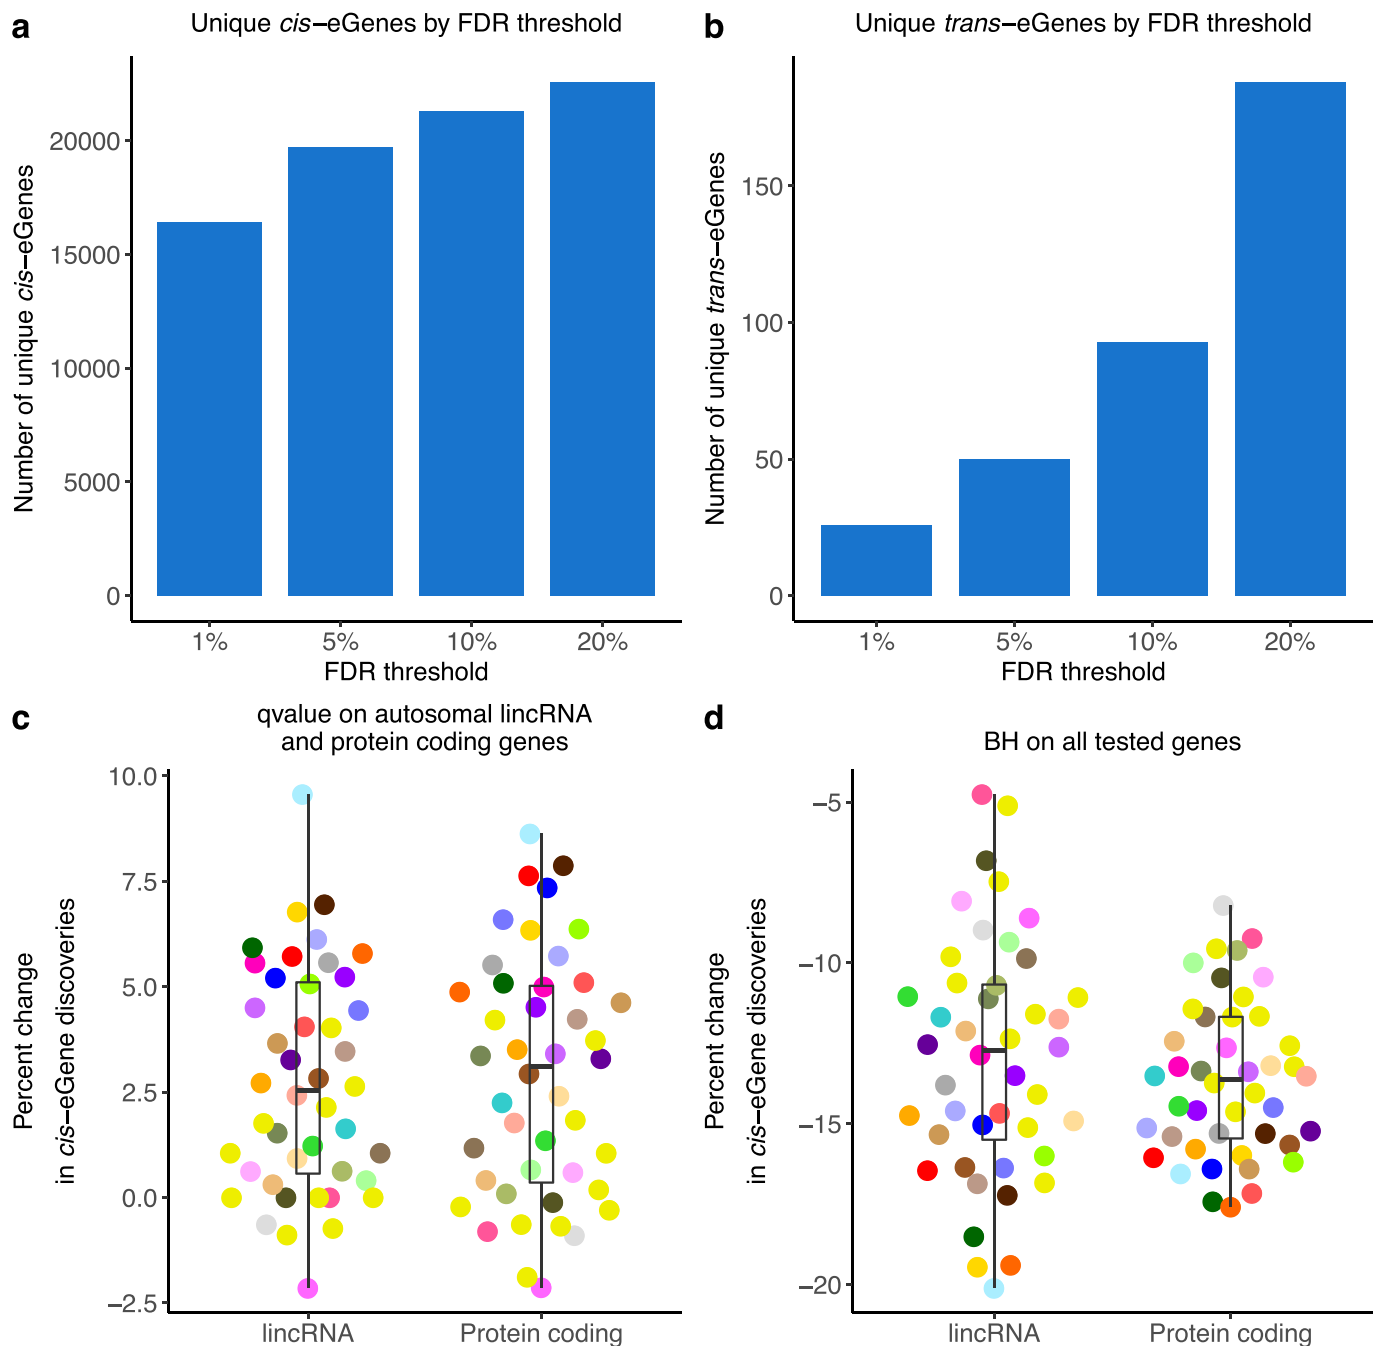 a
Unique cis−eGenes by FDR threshold
Number of unique cis−eGenes
20000
15000
10000
5000
0
1%
5%
10%
20%
FDR threshold
b
Unique trans−eGenes by FDR threshold
Number of unique trans−eGenes
150
100
50
0
1%
5%
10%
20%
FDR threshold
c
qvalue on autosomal lincRNA
and protein coding genes
Percent change
in cis−eGene discoveries
10.0
7.5
5.0
2.5
0.0
−2.5
lincRNA
Protein coding
d
BH on all tested genes
Percent change
in cis−eGene discoveries
−5
−10
−15
−20
lincRNA
Protein coding